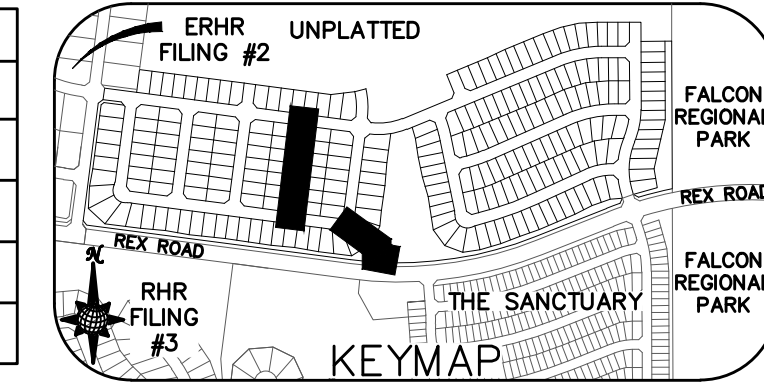 ERHR
FILING #2
UNPLATTED
FALCON
REGIONAL
PARK
REX ROAD
REX ROAD
N
RHR
FILING
#3
THE SANCTUARY
FALCON
REGIONAL
PARK
KEYMAP